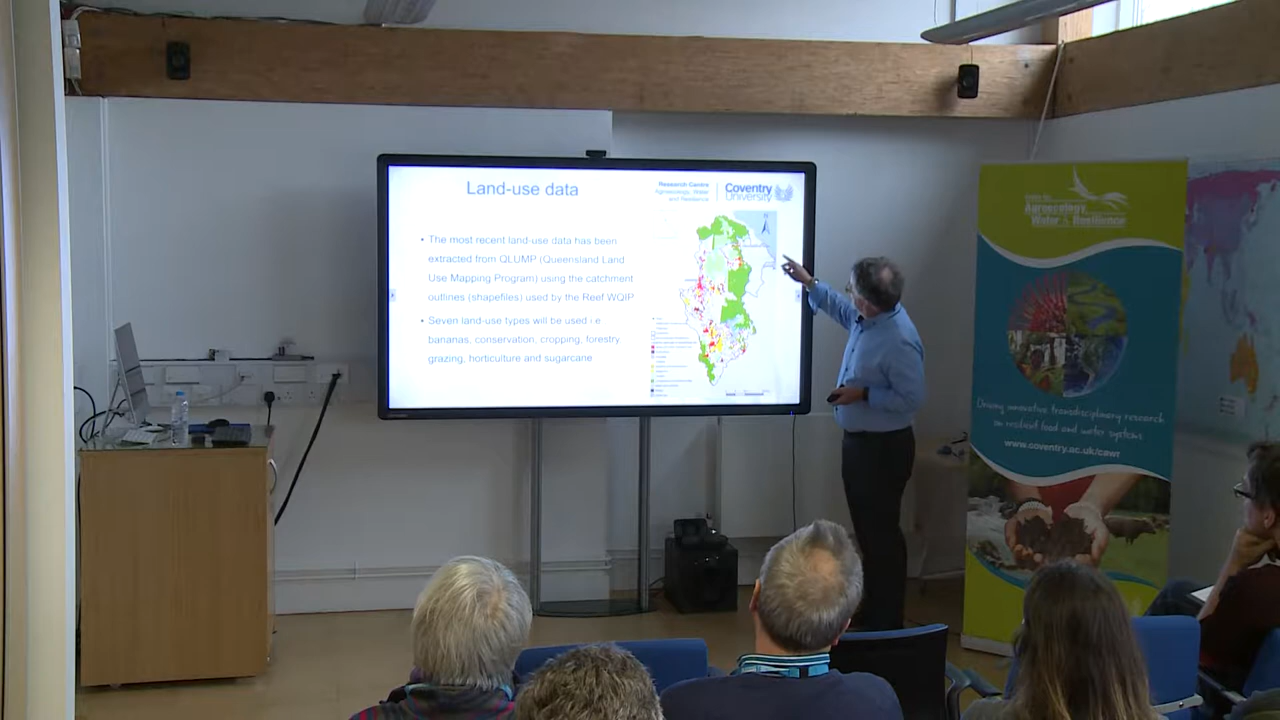 Land-use data
Research Centre
Agroecology, Water
and Resilience
Coventry
University
• The most recent land-use data has been
extracted from QLUMP (Queensland Land
Use Mapping Program) using the catchment
outlines (shapefiles) used by the Reef WQIP
• Seven land-use types will be used i.e.
bananas, conservation, cropping, forestry
grazing, horticulture and sugarcane
Agroecology
Water & Resilience
Driving innovative transdisciplinary research
on resilient food and water systems
www.coventry.ac.uk/cawr